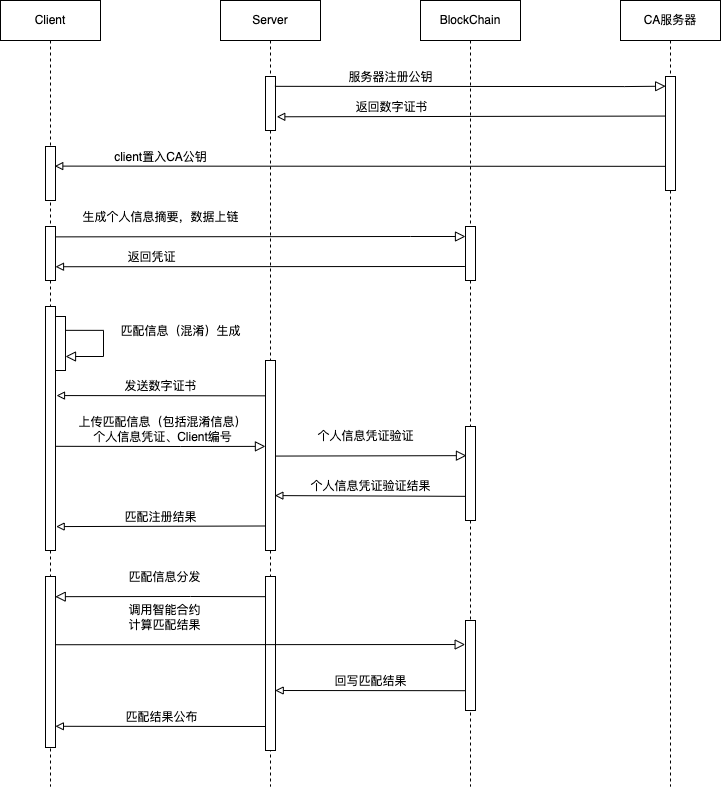 Client
Server
BlockChain
CA服务器
服务器注册公钥
返回数字证书
client置入CA公钥
生成个人信息摘要，数据上链
返回凭证
匹配信息（混淆）生成
发送数字证书
上传匹配信息（包括混淆信息）
个人信息凭证、Client编号
个人信息凭证验证
个人信息凭证验证结果
匹配注册结果
匹配信息分发
调用智能合约
计算匹配结果
回写匹配结果
匹配结果公布